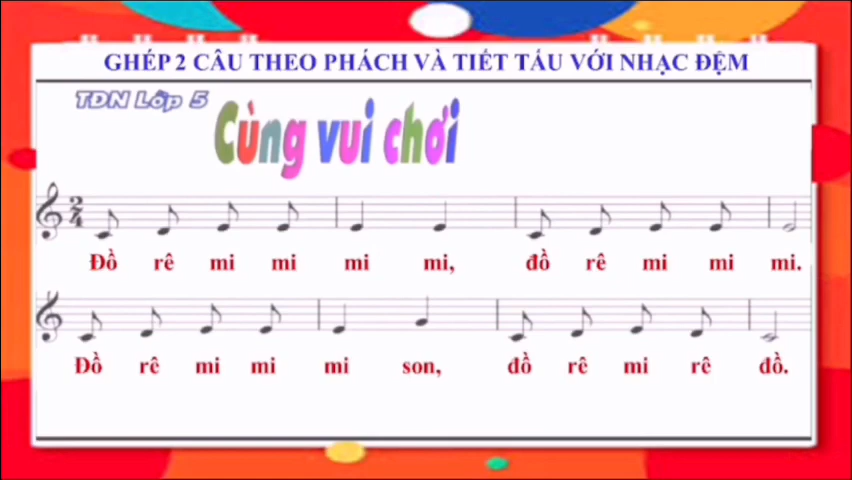 GHÉP 2 CÂU THEO PHÁCH VÀ TIẾT TẤU VỚI NHẠC ĐỆM
TĐN Lớp 5
Cùng vui chơi
2
4
Đồ rê mi mi mi mi, đồ rê mi mi mi.
Đồ rê mi mi mi son, đồ rê mi rê đồ.